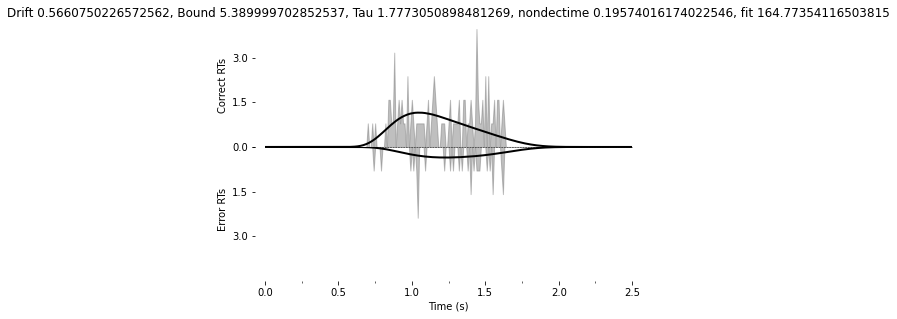 Drift 0.5660750226572562, Bound 5.389999702852537, Tau 1.7773050898481269, nondectime 0.19574016174022546, fit 164.77354116503815
3.0
1.5
0.0
1.5
3.0
Correct RTs
Error RTs
0.0 0.5 1.0 1.5 2.0 2.5
Time (s)